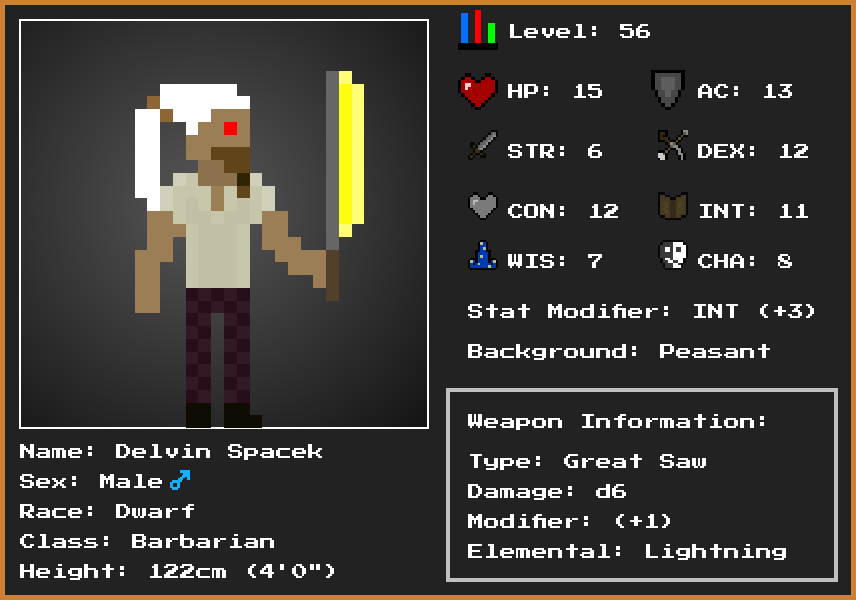 Level: 56
HP: 15
AC: 13
STR: 6
DEX: 12
CON: 12
INT: 11
WIS: 7
CHA: 8
Stat Modifier: INT (+3)
Background: Peasant
Weapon Information:
Type: Great Saw
Damage: d6
Modifier: (+1)
Elemental: Lightning
Name: Delvin Spacek
Sex: Male♂
Race: Dwarf
Class: Barbarian
Height: 122cm (4'0")